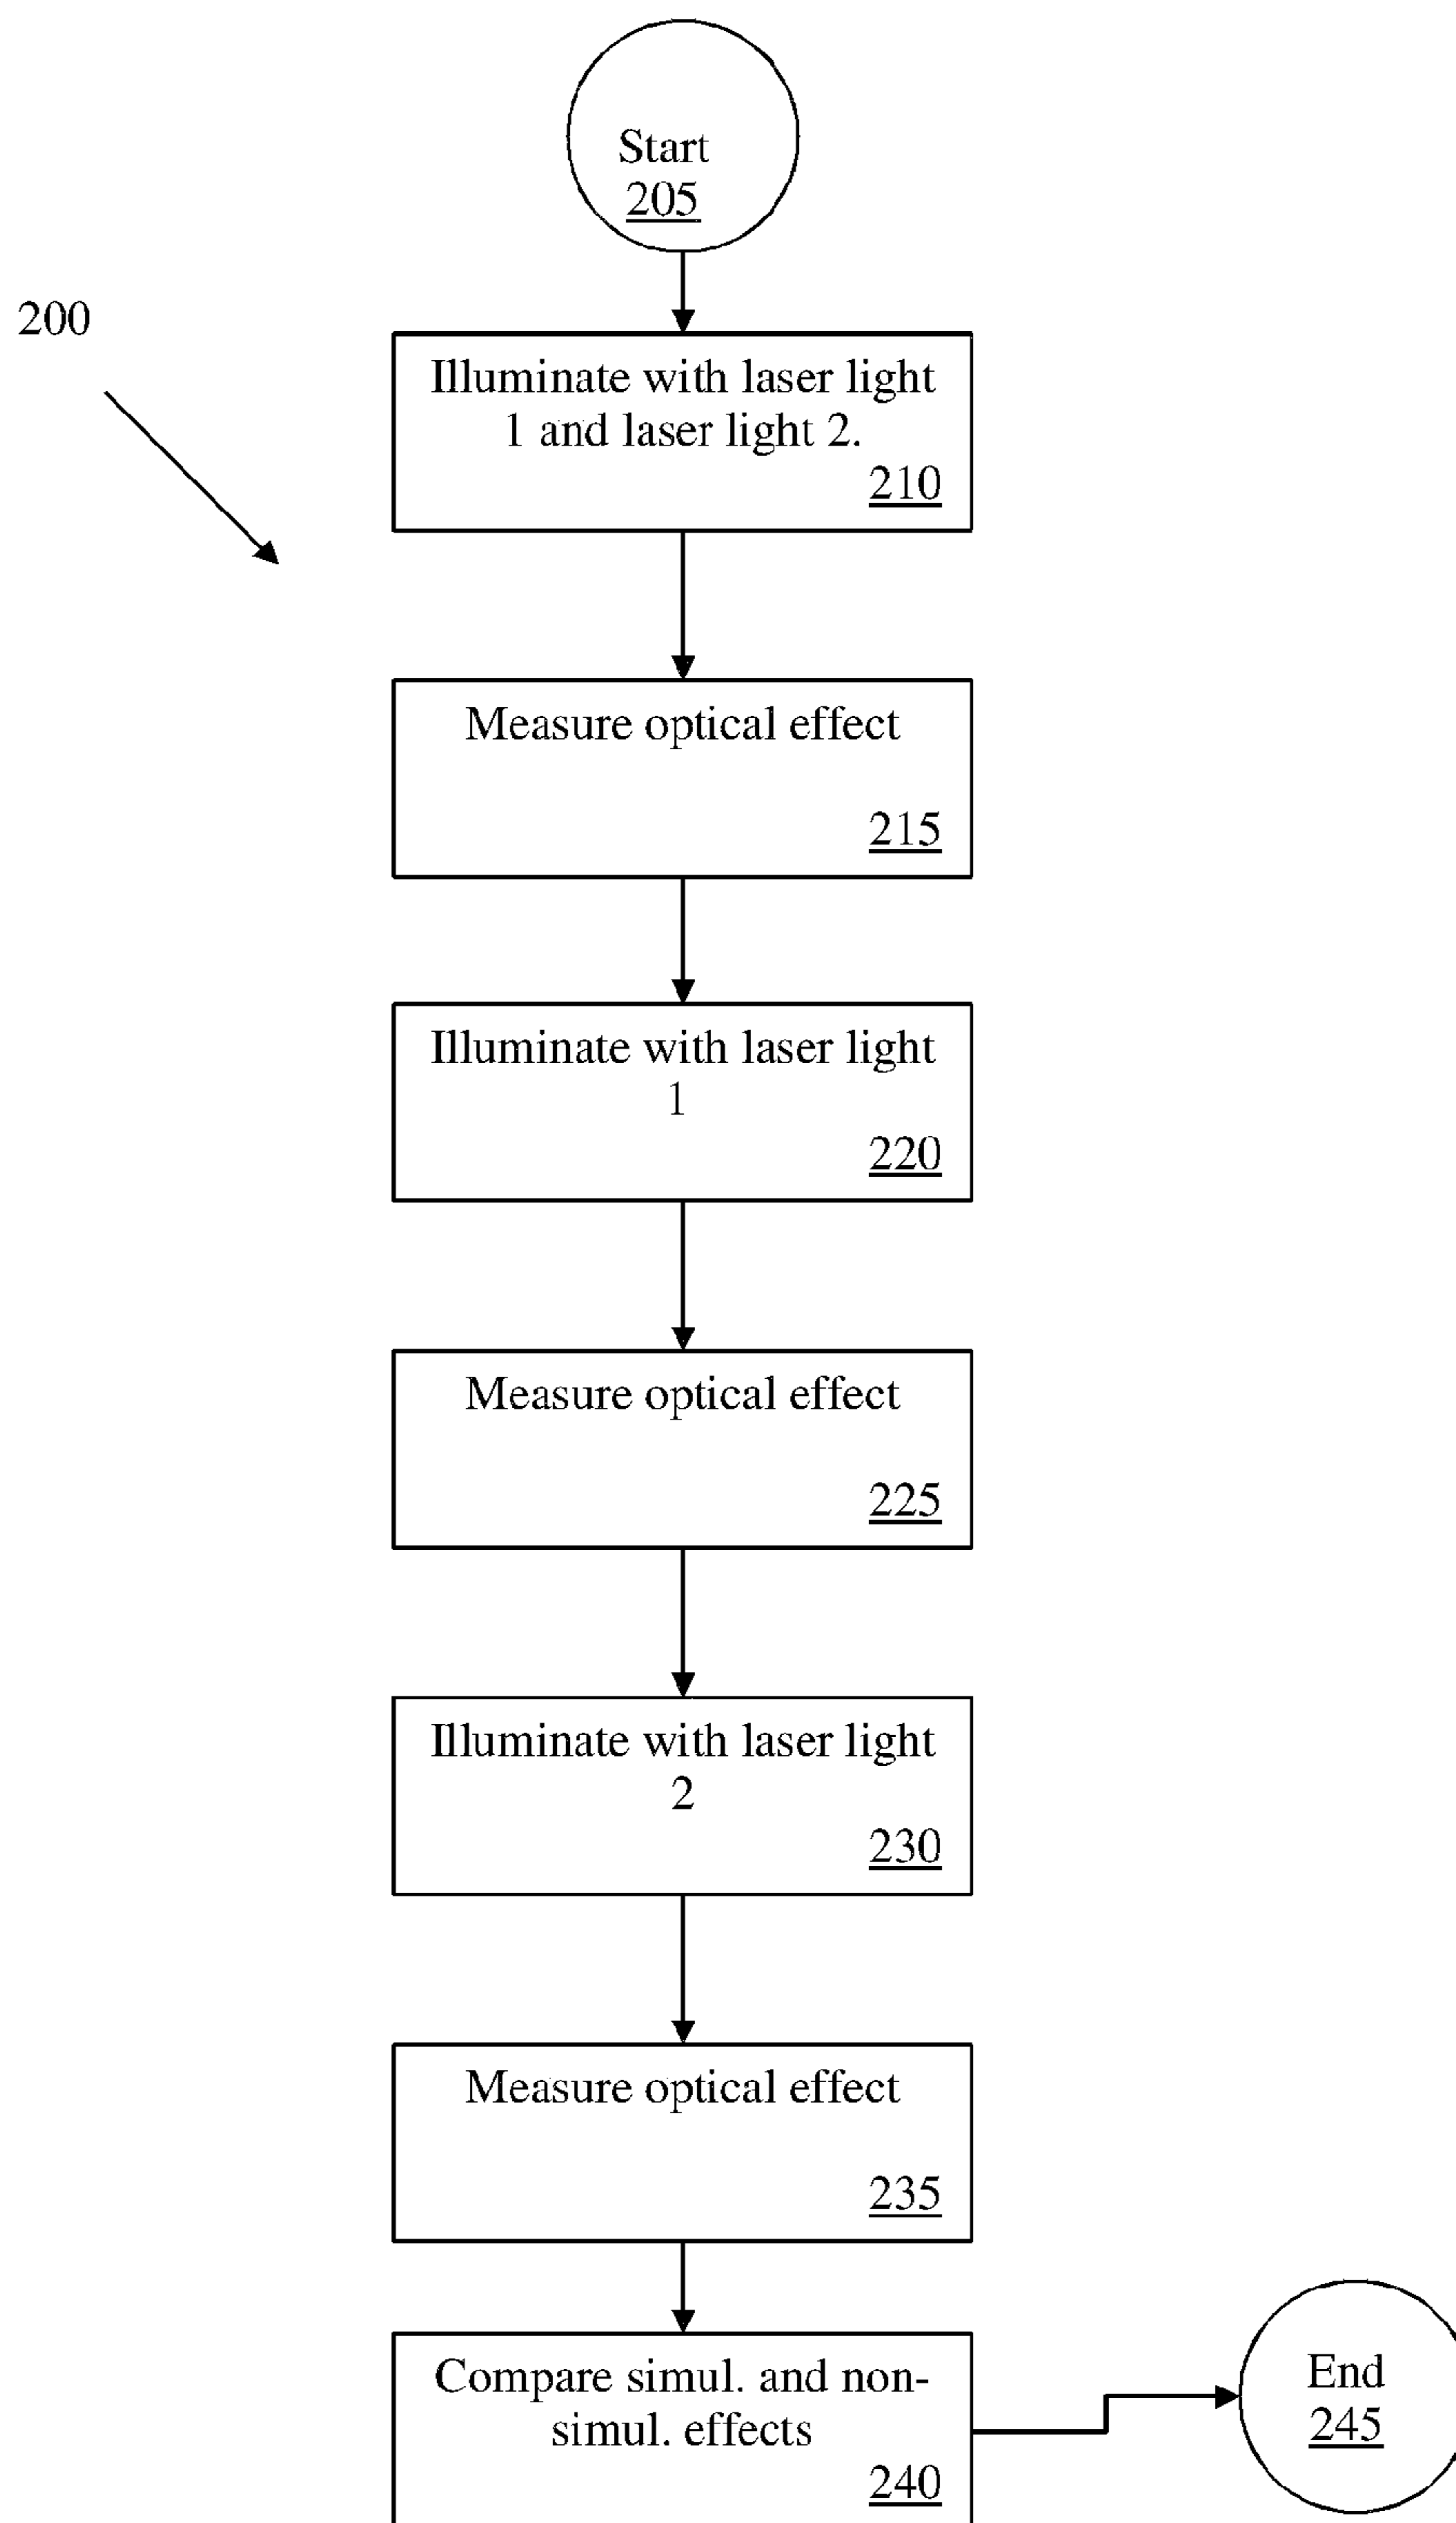 Start
205
200
Illuminate with laser light
1 and laser light 2.
210
Measure optical effect
215
Illuminate with laser light
1
220
Measure optical effect
225
Illuminate with laser light
2
230
Measure optical effect
235
Compare simul. and non-
simul. effects
240
End
245